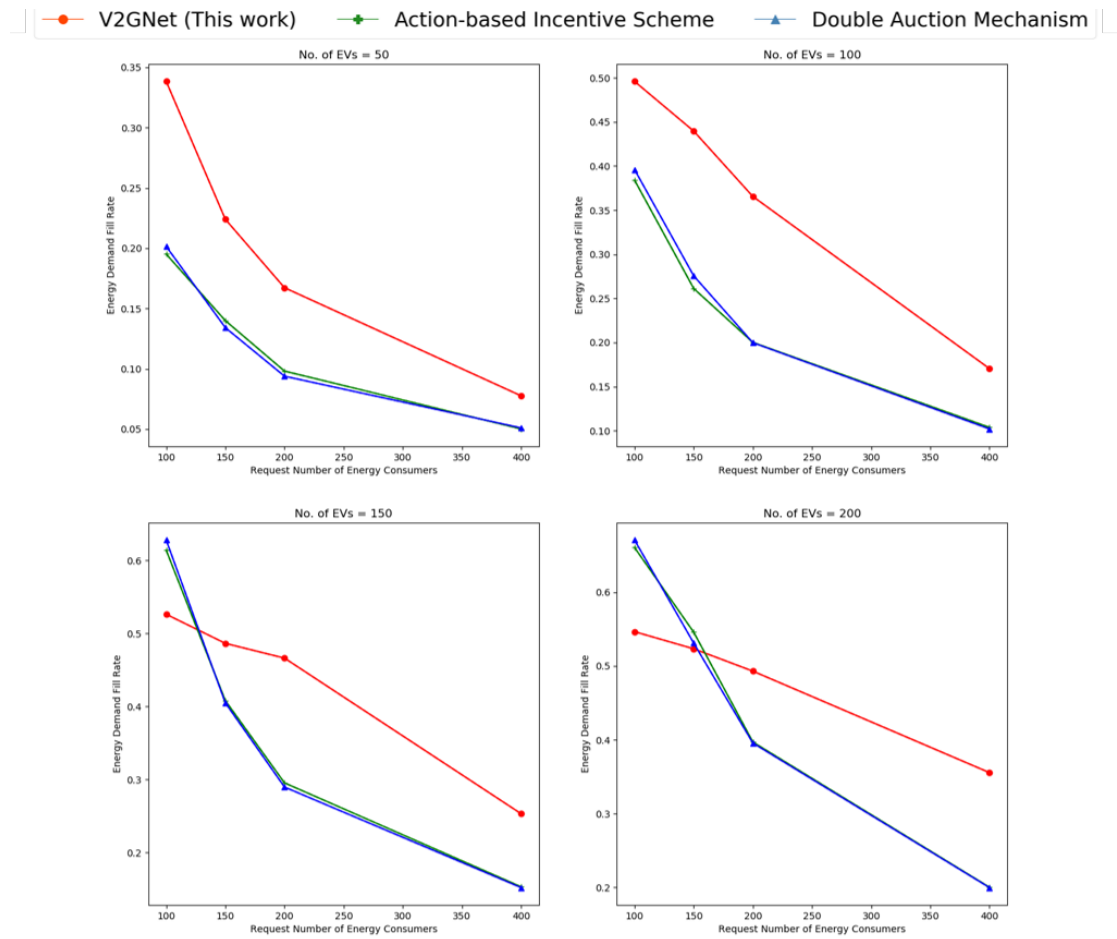 V2GNet (This work) Action-based Incentive Scheme Double Auction Mechanism
No. of EVs = 50
0.35
0.30
0.25
0.20
0.15
0.10
0.05
Energy Demand Fill Rate
100 150 200 250 300 350 400
Request Number of Energy Consumers
No. of EVs = 100
0.50
0.45
0.40
0.35
0.30
0.25
0.20
0.15
0.10
Energy Demand Fill Rate
100 150 200 250 300 350 400
Request Number of Energy Consumers
No. of EVs = 150
0.6
0.5
0.4
0.3
0.2
Energy Demand Fill Rate
100 150 200 250 300 350 400
Request Number of Energy Consumers
No. of EVs = 200
0.6
0.5
0.4
0.3
0.2
Energy Demand Fill Rate
100 150 200 250 300 350 400
Request Number of Energy Consumers